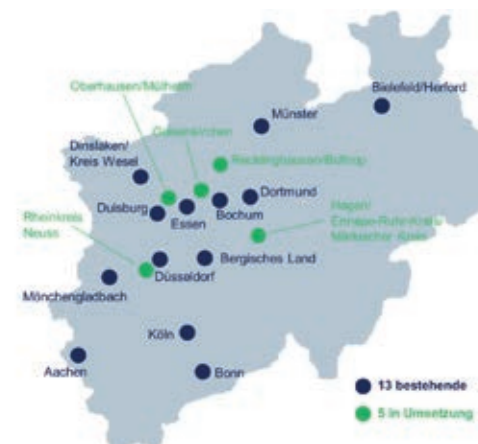 Oberhausen/Mülheim
Bielefeld/Herford
Münster
Gelsenkirchen
Dinslaken/
Kreis Wesel
Recklinghausen/Bottrop
Dortmund
Duisburg
Essen
Bochum
Hagen/
Ennepe-Ruhr-Kreis/
Märkischer Kreis
Rheinkreis
Neuss
Bergisches Land
Düsseldorf
Mönchengladbach
Köln
Aachen
Bonn
13 bestehende
5 in Umsetzung